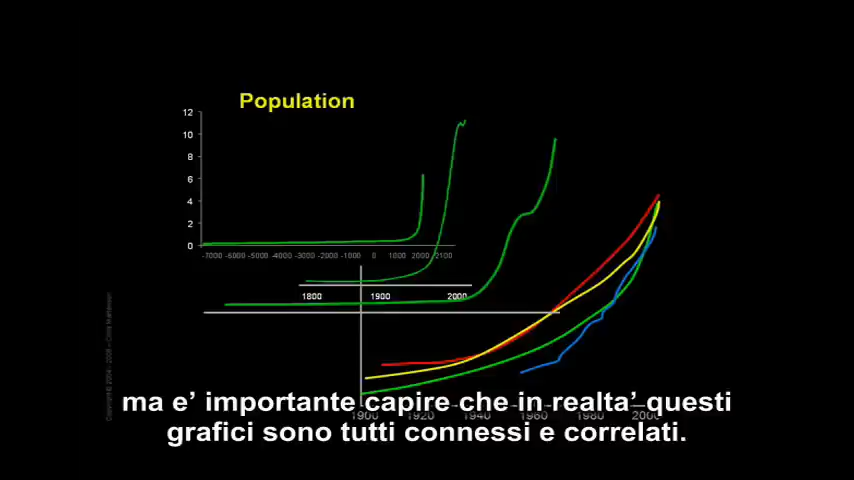 Population
12
10
8
6
4
2
0
-7000 -6000 -5000 -4000 -3000 -2000 -1000 0 1000 2000 2100
1800 1900 2000
1900 1920 1940 1960 1980 2000
ma e’ importante capire che in realta’ questi
grafici sono tutti connessi e correlati.